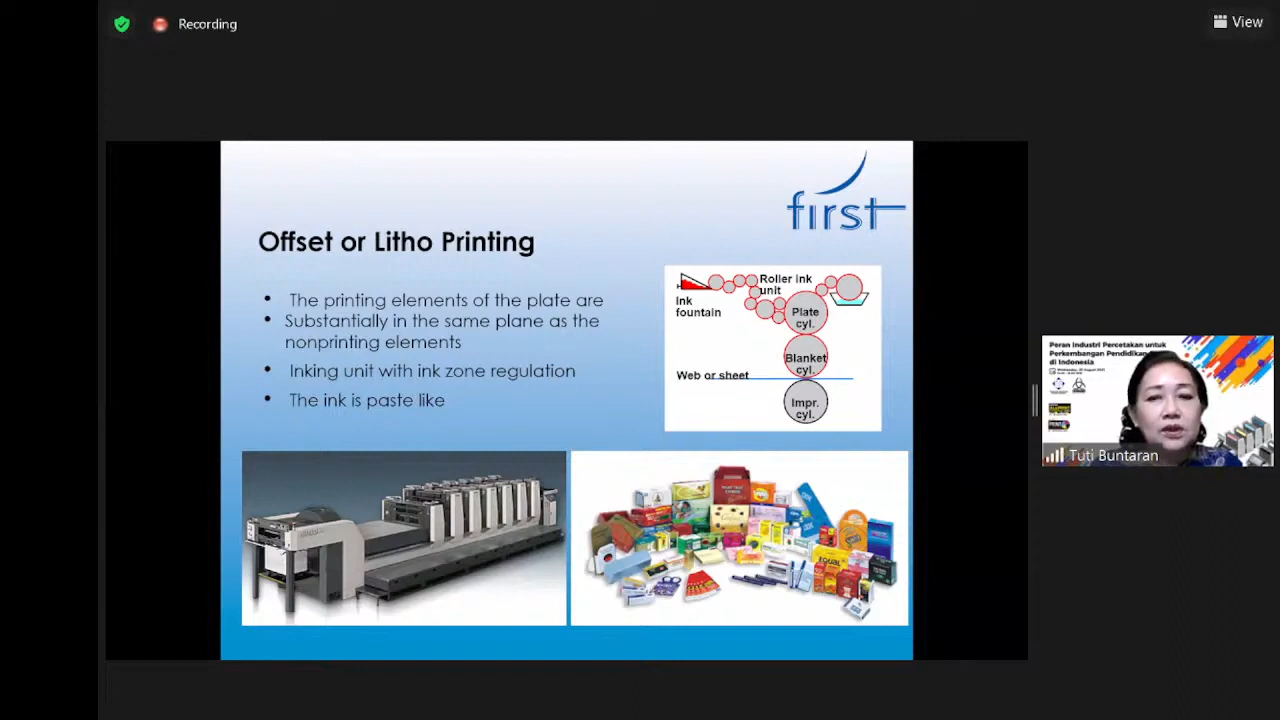 Recording
View
first
Offset or Litho Printing
• The printing elements of the plate are
• Substantially in the same plane as the
nonprinting elements
• Inking unit with ink zone regulation
• The ink is paste like
Roller ink
unit
Ink
fountain
Plate
cyl.
Blanket
cyl.
Web or sheet
Impr.
cyl.
EQUAL
Peran Industri Percetakan untuk
Perkembangan Pendidikan
di Indonesia
Tuti Buntaran